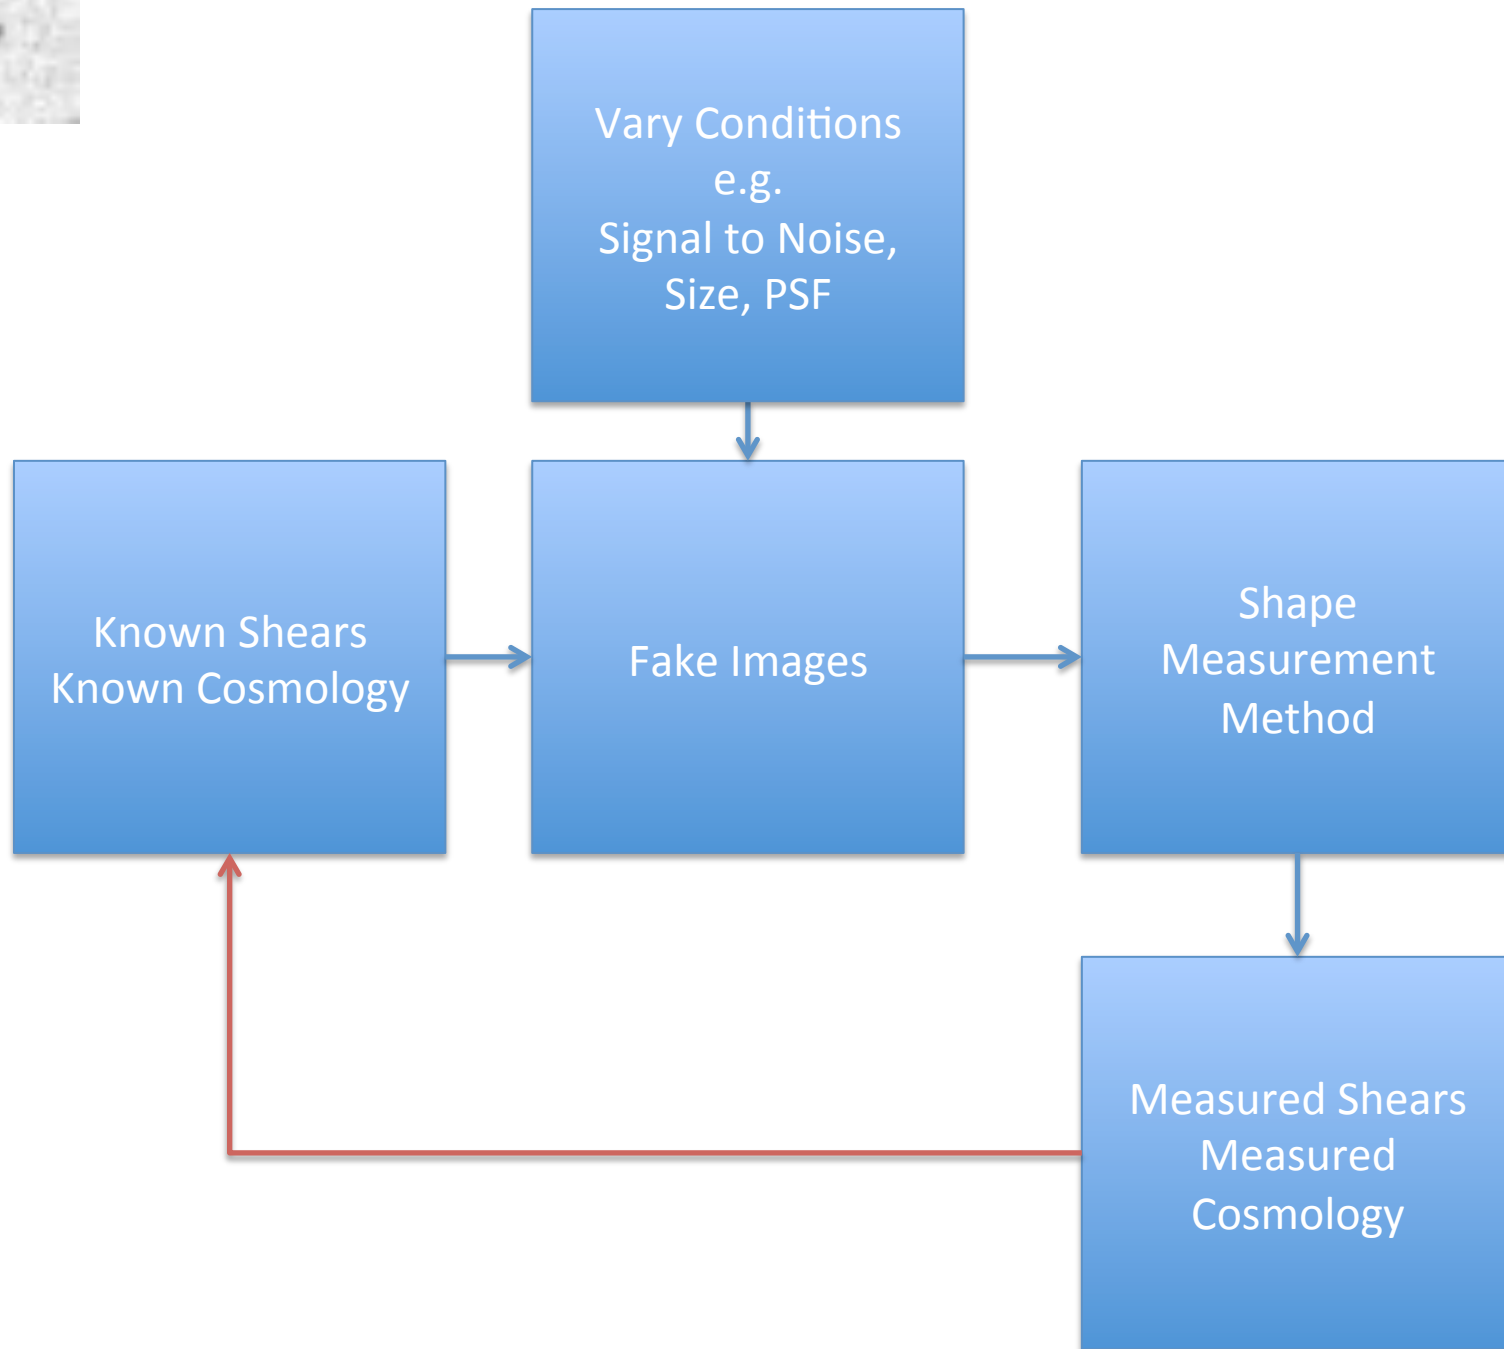 Vary Conditions
e.g.
Signal to Noise,
Size, PSF
Known Shears
Known Cosmology
Fake Images
Shape
Measurement
Method
Measured Shears
Measured
Cosmology